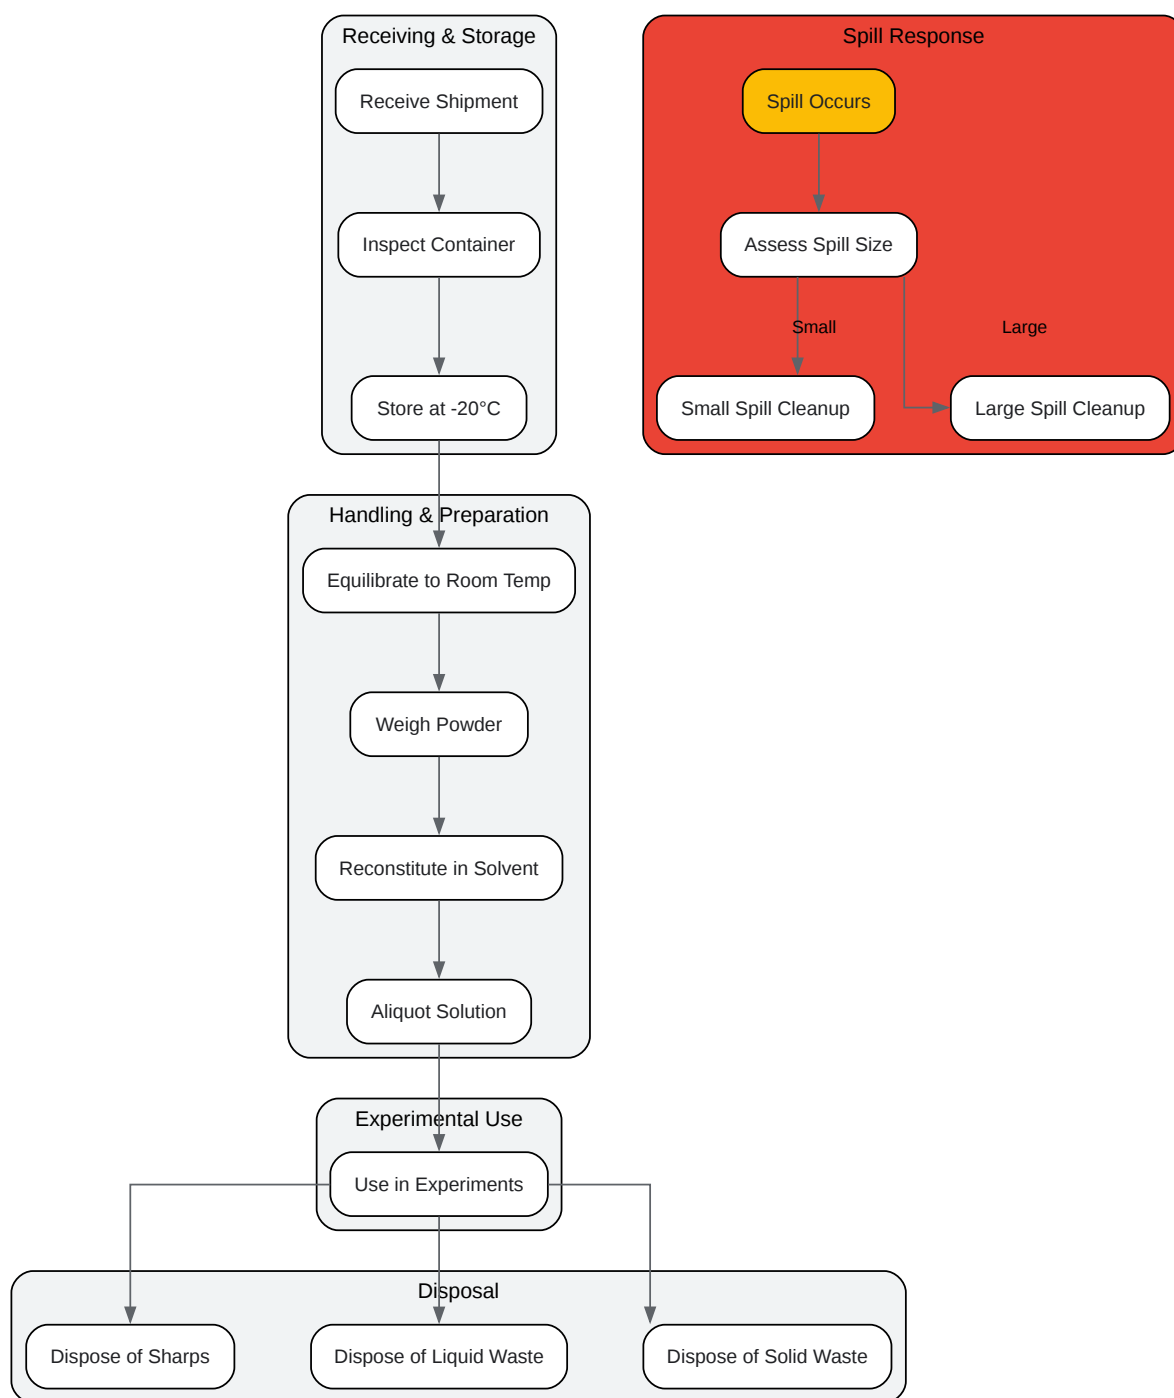 Receiving & Storage
Receive Shipment
Inspect Container
Store at -20°C
Spill Response
Spill Occurs
Assess Spill Size
Small
Large
Small Spill Cleanup
Large Spill Cleanup
Handling & Preparation
Equilibrate to Room Temp
Weigh Powder
Reconstitute in Solvent
Aliquot Solution
Experimental Use
Use in Experiments
Disposal
Dispose of Sharps
Dispose of Liquid Waste
Dispose of Solid Waste